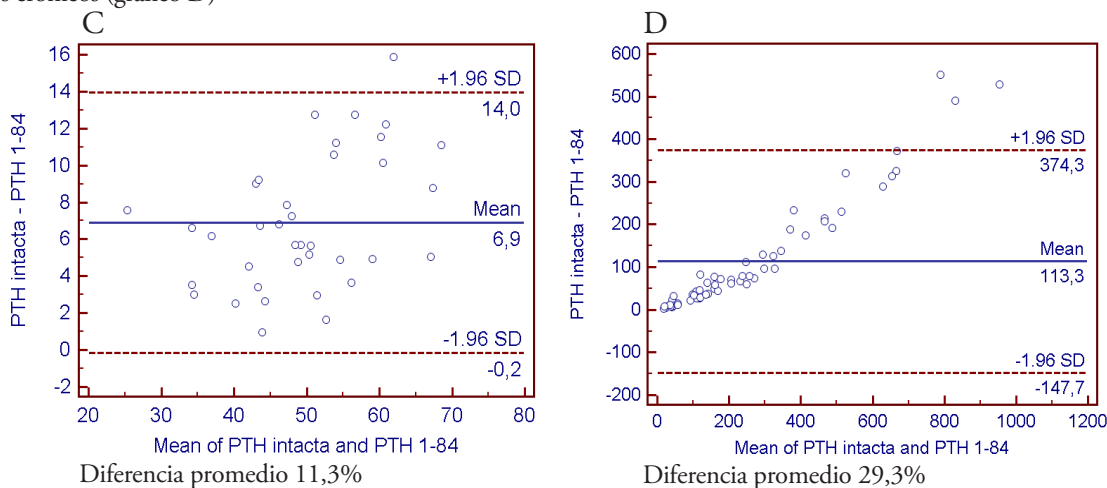 (gráfico D)
C
PTH intacta - PTH 1-84
16
14
12
10
8
6
4
2
0
-2
+1.96 SD
14,0
Mean
6,9
-1.96 SD
-0,2
20 30 40 50 60 70 80
Mean of PTH intacta and PTH 1-84
Diferencia promedio 11,3%
D
PTH intacta - PTH 1-84
600
500
400
300
200
100
0
-100
-200
+1.96 SD
374,3
Mean
113,3
-1.96 SD
-147,7
0 200 400 600 800 1000 1200
Mean of PTH intacta and PTH 1-84
Diferencia promedio 29,3%